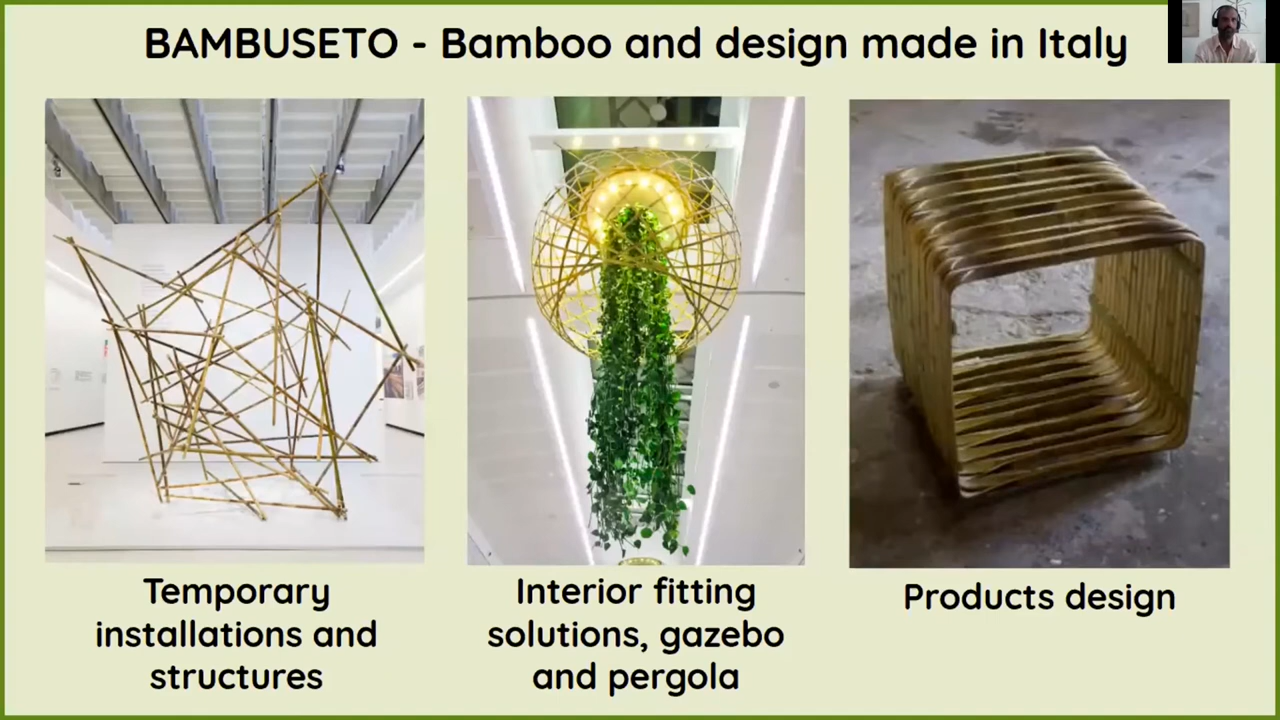 BAMBUSETO - Bamboo and design made in Italy
Temporary
installations and
structures
Interior fitting
solutions, gazebo
and pergola
Products design